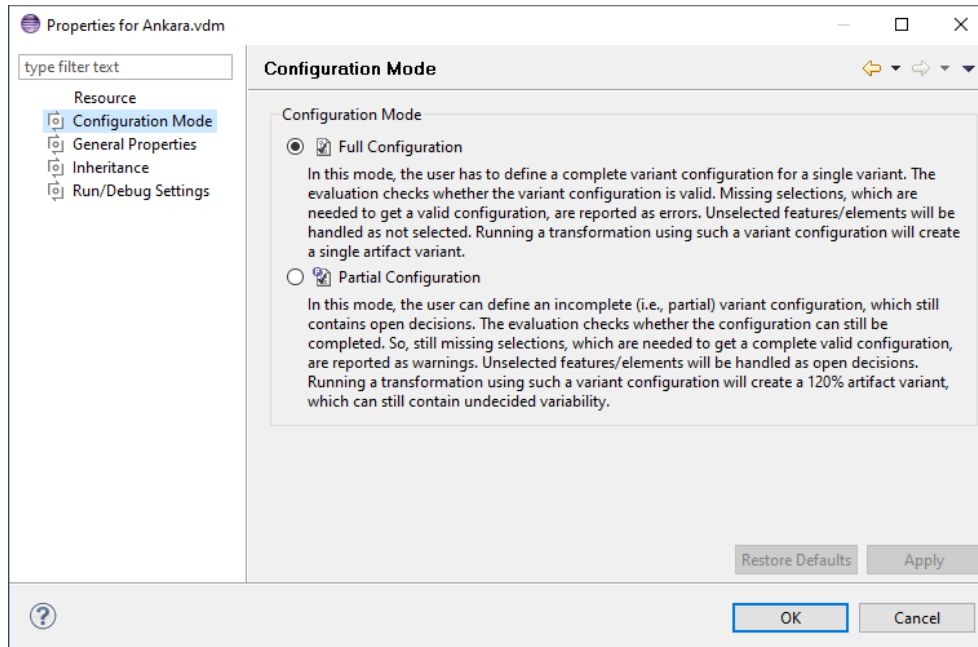 Properties for Ankara.vdm
type filter text
Resource
Configuration Mode
General Properties
Inheritance
Run/Debug Settings
Configuration Mode
Configuration Mode
Full Configuration
In this mode, the user has to define a complete variant configuration for a single variant. The
evaluation checks whether the variant configuration is valid. Missing selections, which are
needed to get a valid configuration, are reported as errors. Unselected features/elements will be
handled as not selected. Running a transformation using such a variant configuration will create
a single artifact variant.
Partial Configuration
In this mode, the user can define an incomplete (i.e., partial) variant configuration, which still
contains open decisions. The evaluation checks whether the configuration can still be
completed. So, still missing selections, which are needed to get a complete valid configuration,
are reported as warnings. Unselected features/elements will be handled as open decisions.
Running a transformation using such a variant configuration will create a 120% artifact variant,
which can still contain undecided variability.
Restore Defaults
Apply
OK
Cancel